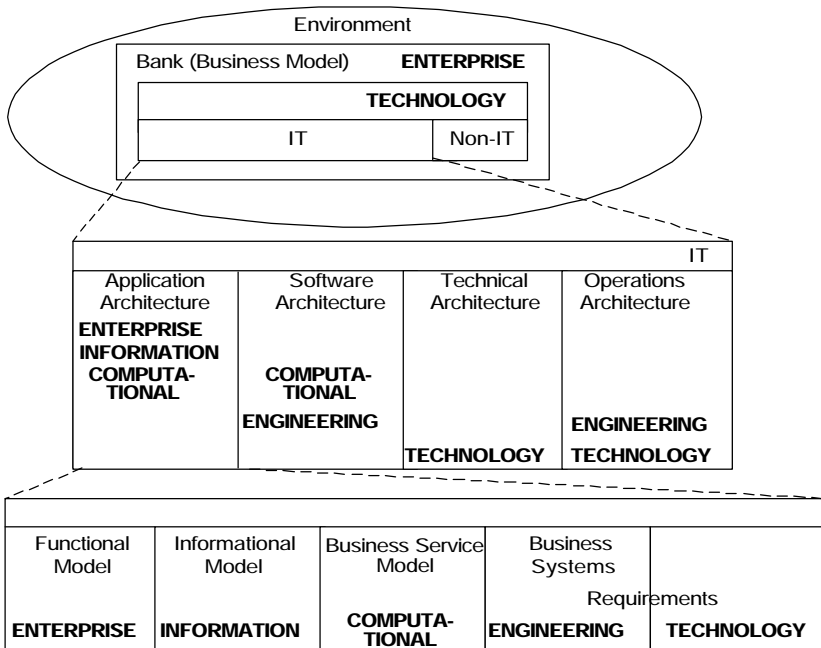 Environment
Bank (Business Model) ENTERPRISE
TECHNOLOGY
IT
Non-IT
IT
Application
Architecture
ENTERPRISE
INFORMATION
COMPUTA-
TIONAL
Software
Architecture
COMPUTA-
TIONAL
ENGINEERING
Technical
Architecture
TECHNOLOGY
Operations
Architecture
ENGINEERING
TECHNOLOGY
Functional
Model
ENTERPRISE
Informational
Model
INFORMATION
Business Service
Model
COMPUTA-
TIONAL
Business
Systems
Requirements
ENGINEERING
TECHNOLOGY